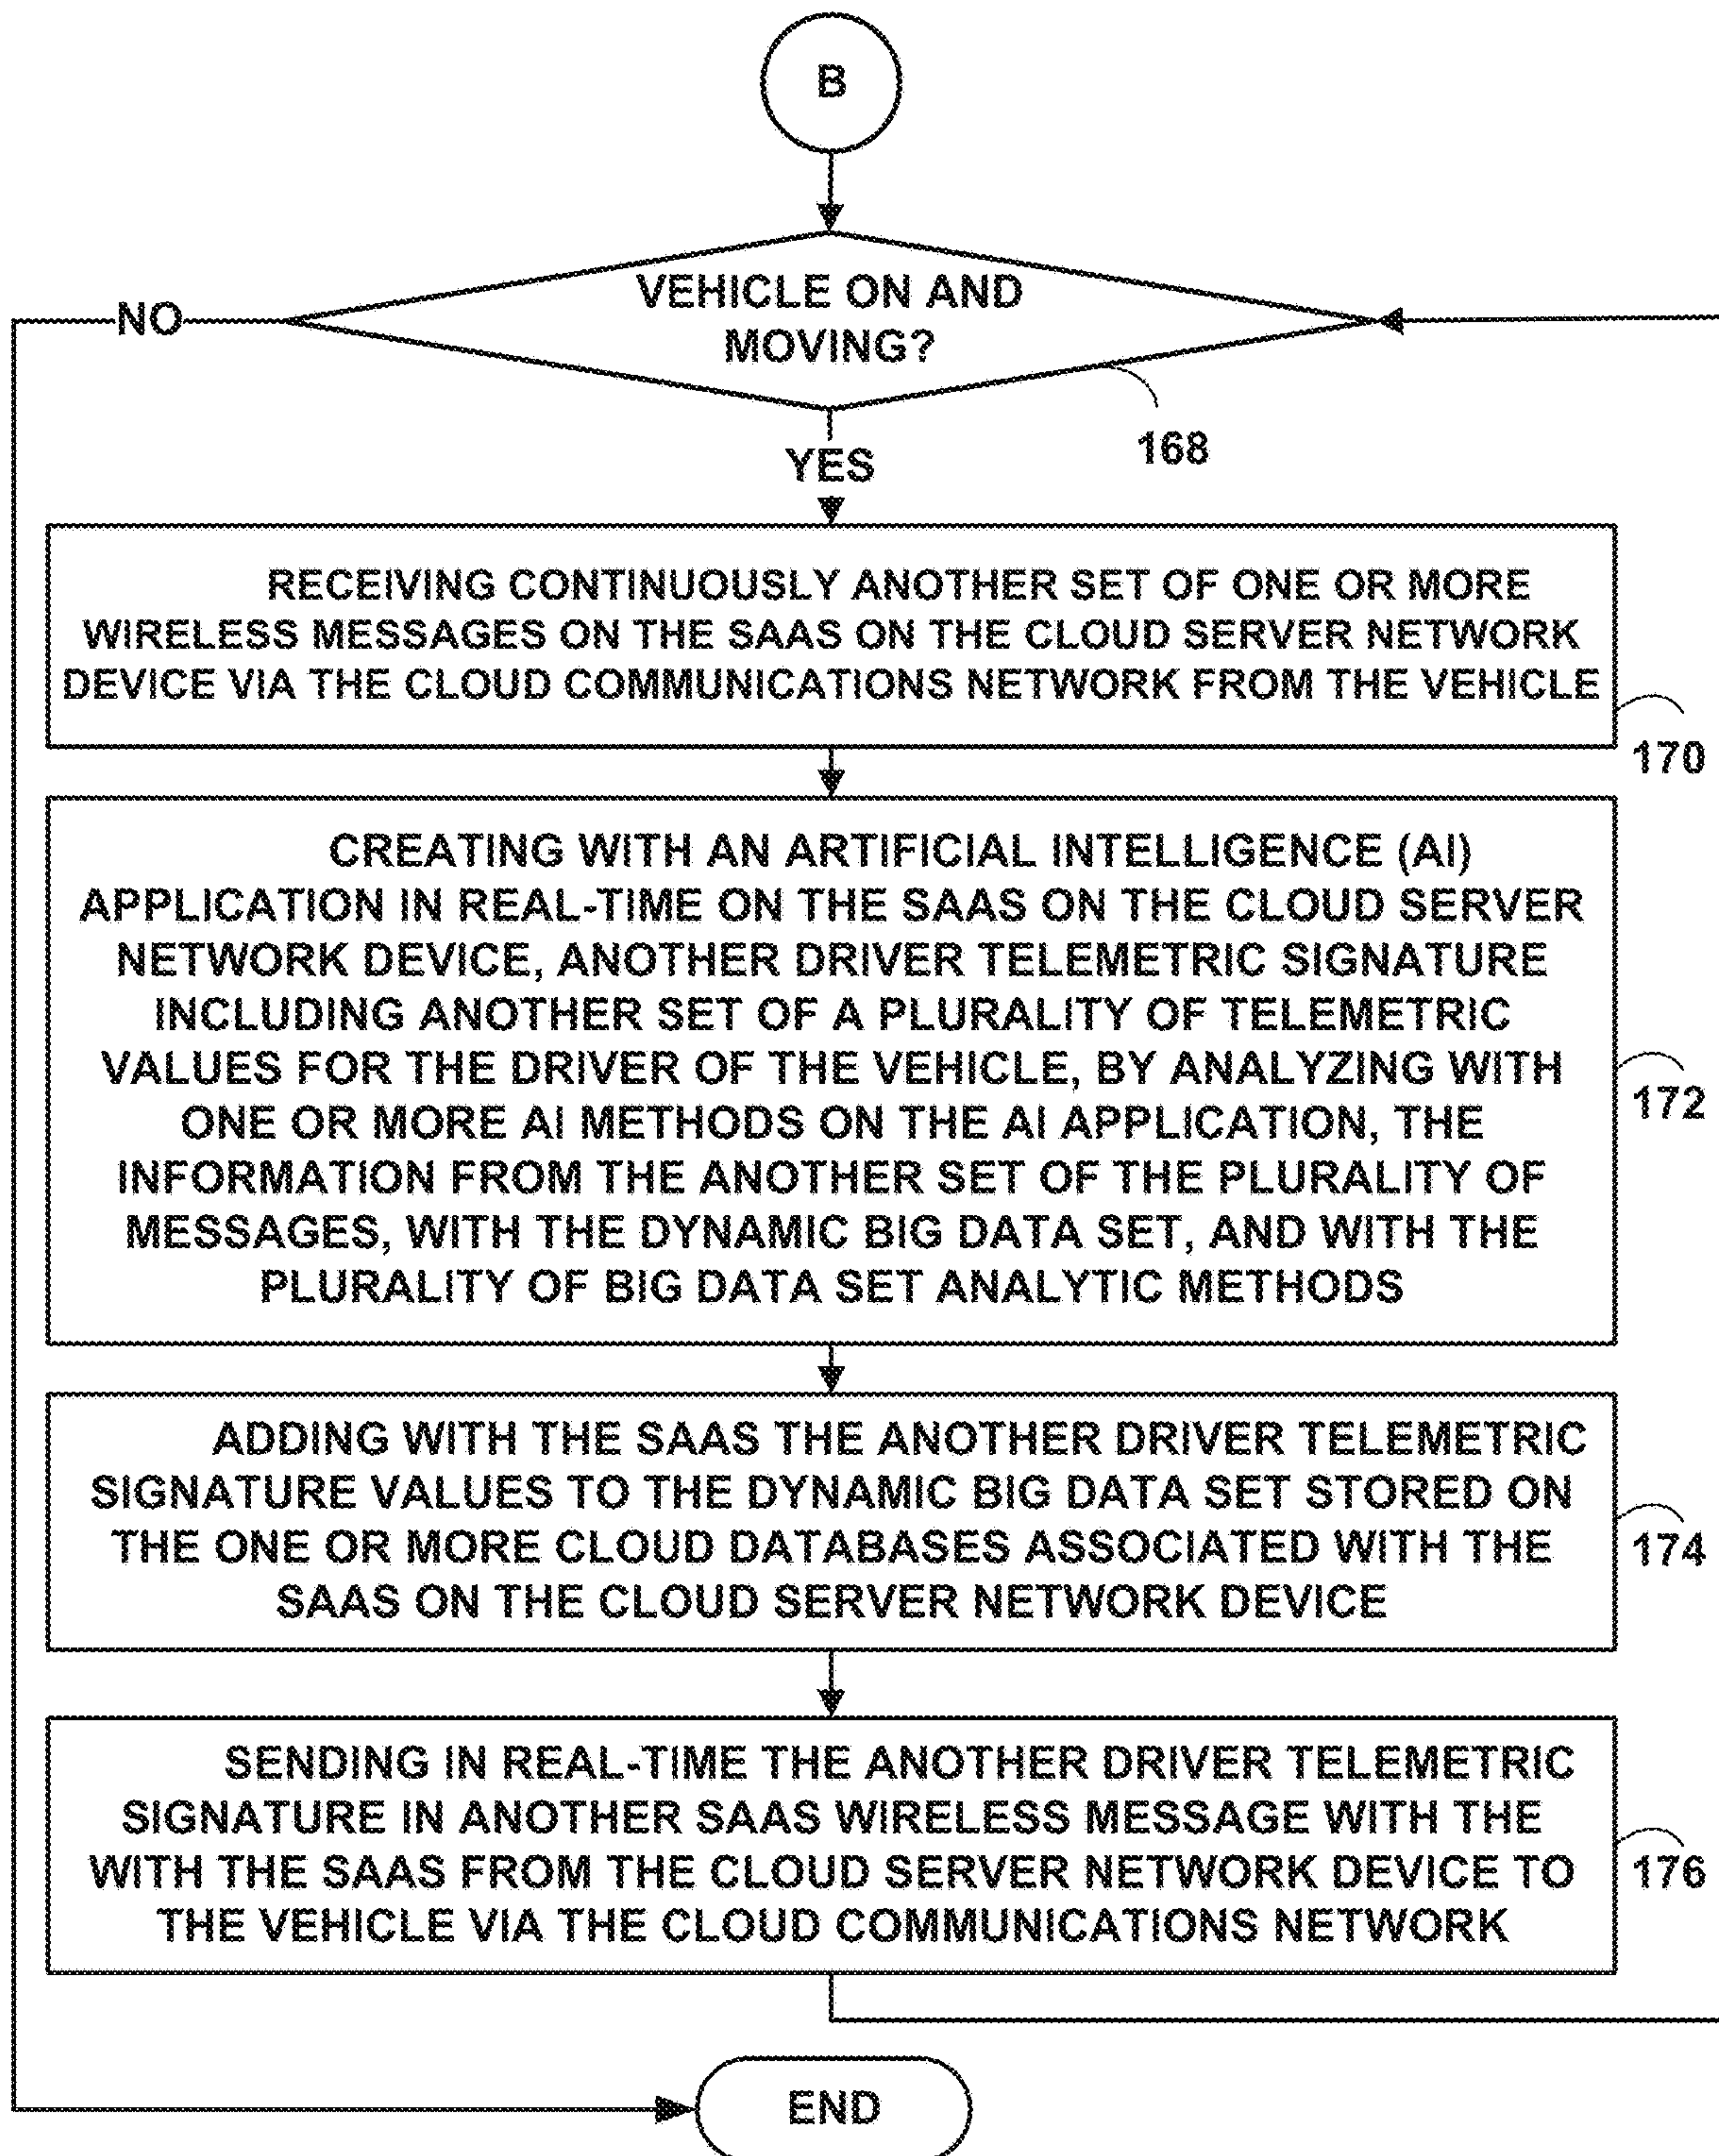 B
VEHICLE ON AND
MOVING?
NO
168
YES
RECEIVING CONTINUOUSLY ANOTHER SET OF ONE OR MORE
WIRELESS MESSAGES ON THE SAAS ON THE CLOUD SERVER NETWORK
DEVICE VIA THE CLOUD COMMUNICATIONS NETWORK FROM THE VEHICLE
170
CREATING WITH AN ARTIFICIAL INTELLIGENCE (AI)
APPLICATION IN REAL-TIME ON THE SAAS ON THE CLOUD SERVER
NETWORK DEVICE, ANOTHER DRIVER TELEMETRIC SIGNATURE
INCLUDING ANOTHER SET OF A PLURALITY OF TELEMETRIC
VALUES FOR THE DRIVER OF THE VEHICLE, BY ANALYZING WITH
ONE OR MORE AI METHODS ON THE AI APPLICATION, THE
INFORMATION FROM THE ANOTHER SET OF THE PLURALITY OF
MESSAGES, WITH THE DYNAMIC BIG DATA SET, AND WITH THE
PLURALITY OF BIG DATA SET ANALYTIC METHODS
172
ADDING WITH THE SAAS THE ANOTHER DRIVER TELEMETRIC
SIGNATURE VALUES TO THE DYNAMIC BIG DATA SET STORED ON
THE ONE OR MORE CLOUD DATABASES ASSOCIATED WITH THE
SAAS ON THE CLOUD SERVER NETWORK DEVICE
174
SENDING IN REAL-TIME THE ANOTHER DRIVER TELEMETRIC
SIGNATURE IN ANOTHER SAAS WIRELESS MESSAGE WITH THE
WITH THE SAAS FROM THE CLOUD SERVER NETWORK DEVICE TO
THE VEHICLE VIA THE CLOUD COMMUNICATIONS NETWORK
176
END